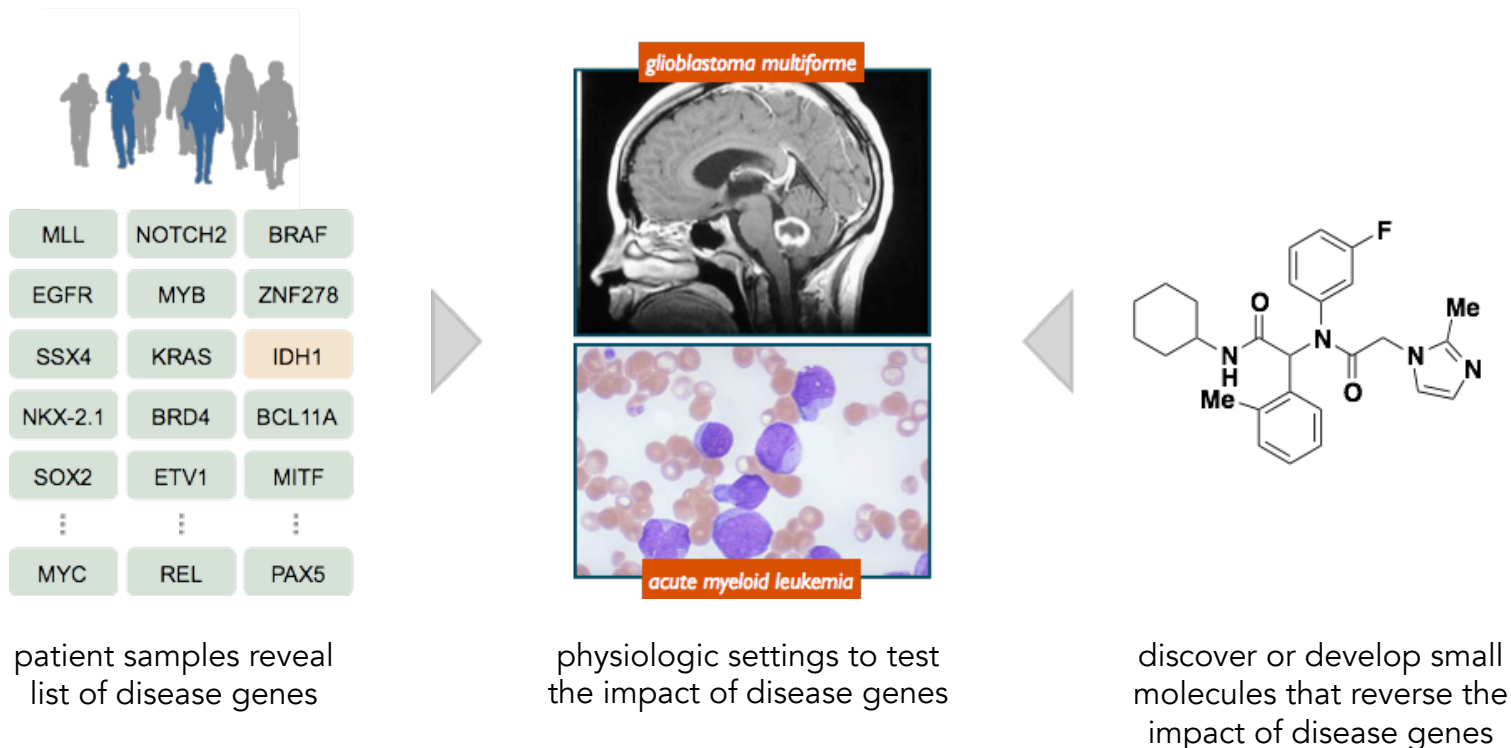 MLL NOTCH2 BRAF
EGFR MYB ZNF278
SSX4 KRAS IDH1
NKX-2.1 BRD4 BCL11A
SOX2 ETV1 MITF
MYC REL PAX5
patient samples reveal
list of disease genes
glioblastoma multiforme
acute myeloid leukemia
physiologic settings to test
the impact of disease genes
F
O
Me
N
N
N
N
H
O
Me
discover or develop small
molecules that reverse the
impact of disease genes